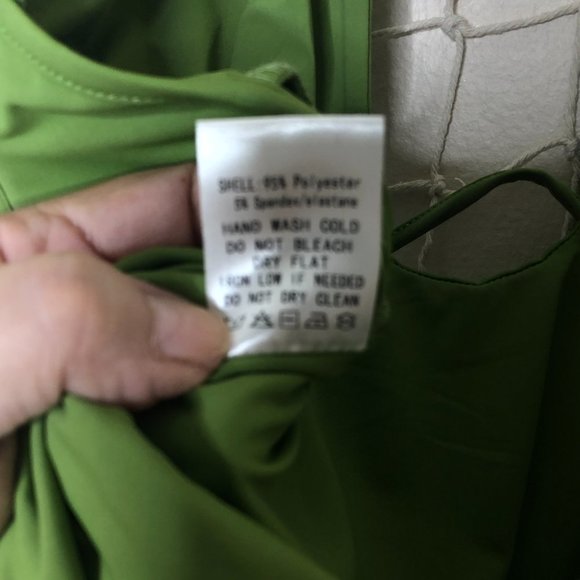 SHELL:95% Polyester
5% Spandex/elastane
HAND WASH COLD
DO NOT BLEACH
DRY FLAT
IRON LOW IF NEEDED
DO NOT DRY CLEAN